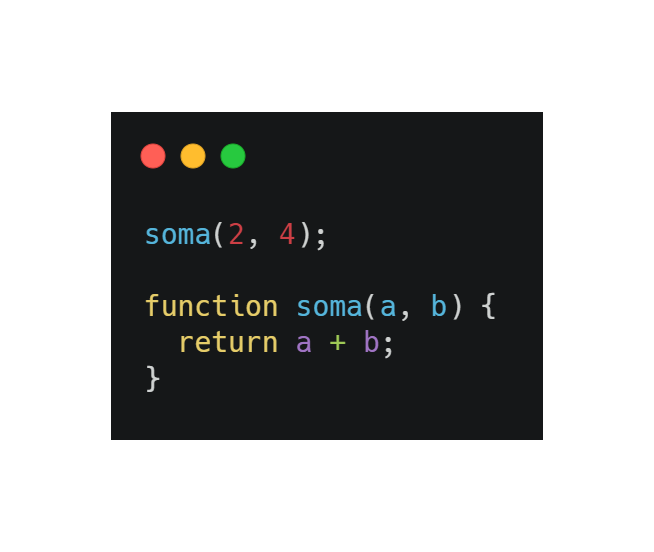 soma(2, 4);
function soma(a, b) {
  return a + b;
}